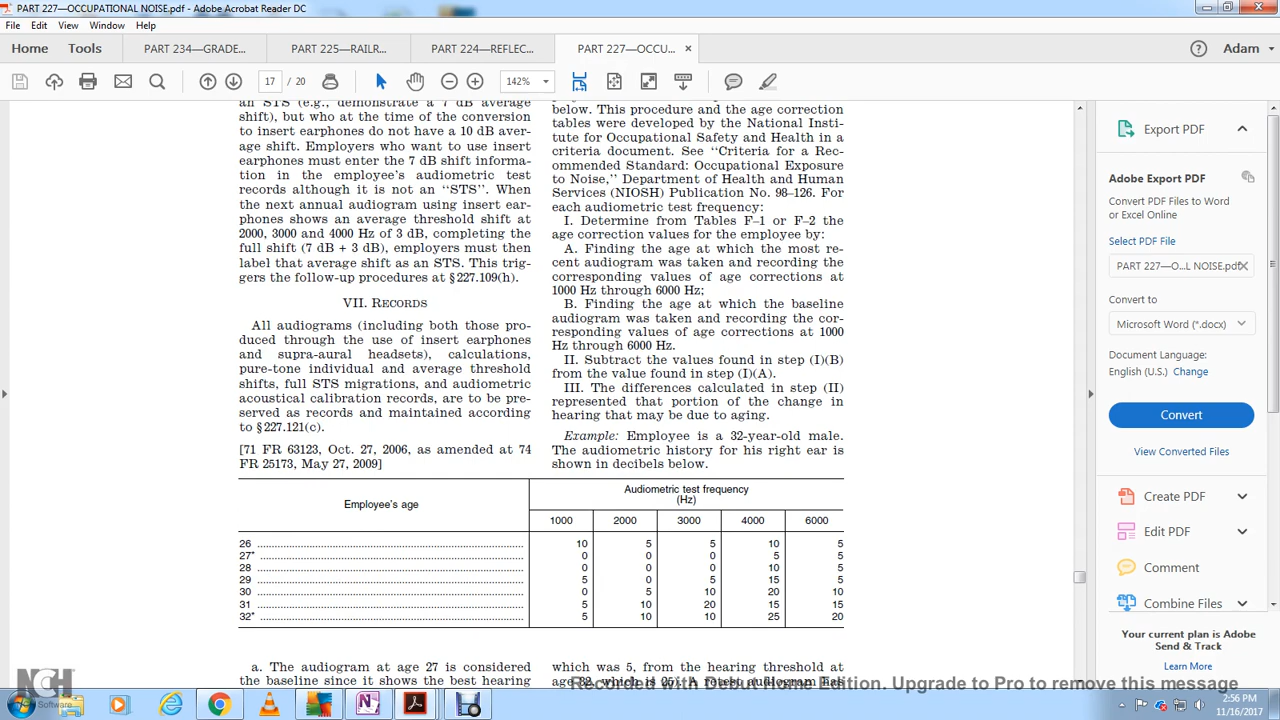 PART 227—OCCUPATIONAL NOISE.pdf - Adobe Acrobat Reader DC
File Edit View Window Help
Home Tools PART 234—GRADE... PART 225—RAILR... PART 224—REFLEC... PART 227—OCCU... × Adam
17 / 20 142%
an STS (e.g., demonstrate a 7 dB average
shift), but who at the time of the conversion
to insert earphones do not have a 10 dB aver-
age shift. Employers who want to use insert
earphones must enter the 7 dB shift informa-
tion in the employee's audiometric test
records although it is not an "STS". When
the next annual audiogram using insert ear-
phones shows an average threshold shift at
2000, 3000 and 4000 Hz of 3 dB, completing the
full shift (7 dB + 3 dB), employers must then
label that average shift as an STS. This trig-
gers the follow-up procedures at §227.109(h).
VII. RECORDS
All audiograms (including both those pro-
duced through the use of insert earphones
and supra-aural headsets), calculations,
pure-tone individual and average threshold
shifts, full STS migrations, and audiometric
acoustical calibration records, are to be pre-
served as records and maintained according
to §227.121(c).
[71 FR 63123, Oct. 27, 2006, as amended at 74
FR 25173, May 27, 2009]
below. This procedure and the age correction
tables were developed by the National Insti-
tute for Occupational Safety and Health in a
criteria document. See "Criteria for a Rec-
ommended Standard: Occupational Exposure
to Noise," Department of Health and Human
Services (NIOSH) Publication No. 98–126. For
each audiometric test frequency:
I. Determine from Tables F–1 or F–2 the
age correction values for the employee by:
A. Finding the age at which the most re-
cent audiogram was taken and recording the
corresponding values of age corrections at
1000 Hz through 6000 Hz;
B. Finding the age at which the baseline
audiogram was taken and recording the cor-
responding values of age corrections at 1000
Hz through 6000 Hz.
II. Subtract the values found in step (I)(B)
from the value found in step (I)(A).
III. The differences calculated in step (II)
represented that portion of the change in
hearing that may be due to aging.
Example: Employee is a 32-year-old male.
The audiometric history for his right ear is
shown in decibels below.
Employee's age
Audiometric test frequency
(Hz)
1000 2000 3000 4000 6000
26 10 5 5 10 5
27* 0 0 0 5 5
28 0 0 0 10 5
29 5 0 5 15 5
30 0 5 10 20 10
31 5 10 20 15 15
32* 5 10 10 25 20
a. The audiogram at age 27 is considered
the baseline since it shows the best hearing
which was 5, from the hearing threshold at
Export PDF
Adobe Export PDF
Convert PDF Files to Word
or Excel Online
Select PDF File
PART 227—O...L NOISE.pdf
Convert to
Microsoft Word (*.docx)
Document Language:
English (U.S.) Change
Convert
View Converted Files
Create PDF
Edit PDF
Comment
Combine Files
Your current plan is Adobe
Send & Track
Learn More
NCH Software
Recorded with Debut Home Edition. Upgrade to Pro to remove this message
2:56 PM
11/16/2017